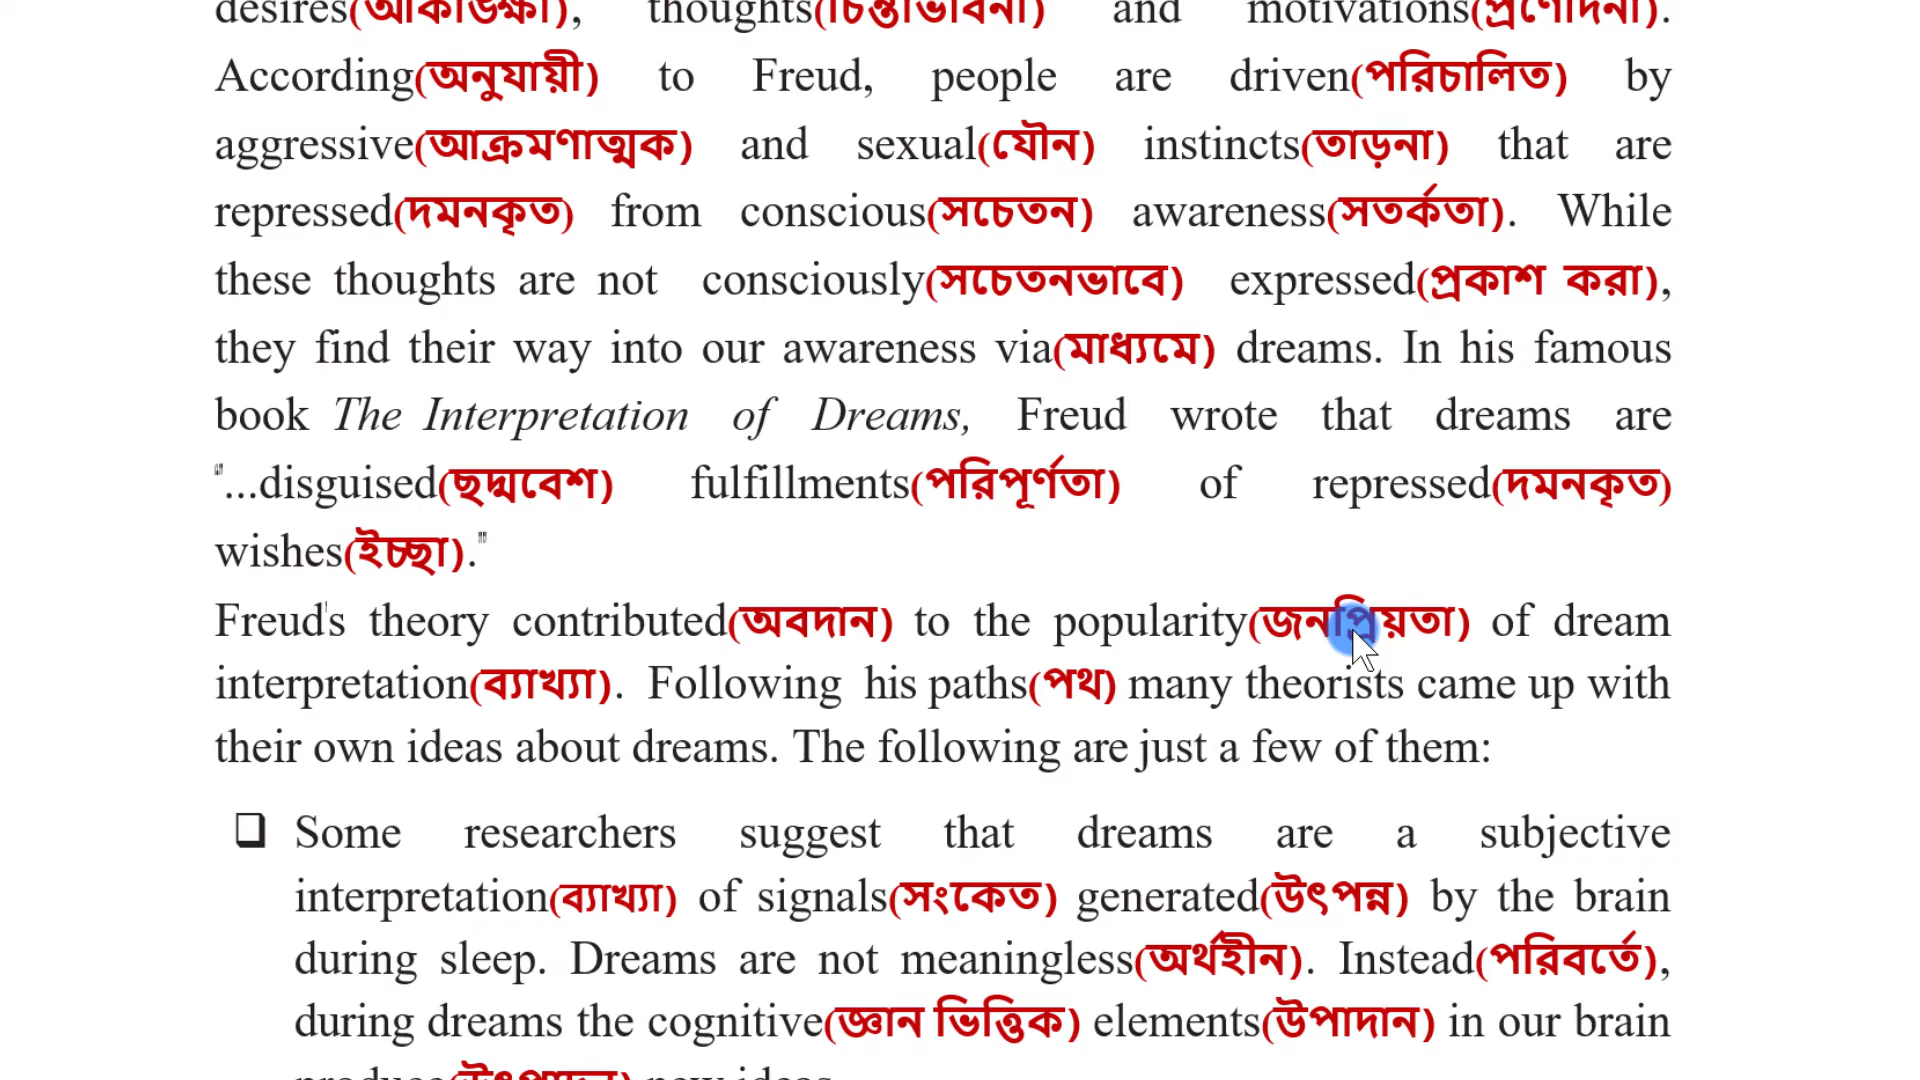 desires(আকাঙ্ক্ষা), thoughts(চিন্তাভাবনা) and motivations(প্রণোদনা).
According(অনুযায়ী) to Freud, people are driven(পরিচালিত) by
aggressive(আক্রমণাত্মক) and sexual(যৌন) instincts(তাড়না) that are
repressed(দমনকৃত) from conscious(সচেতন) awareness(সতর্কতা). While
these thoughts are not consciously(সচেতনভাবে) expressed(প্রকাশ করা),
they find their way into our awareness via(মাধ্যমে) dreams. In his famous
book The Interpretation of Dreams, Freud wrote that dreams are
"...disguised(ছদ্মবেশ) fulfillments(পরিপূর্ণতা) of repressed(দমনকৃত)
wishes(ইচ্ছা)."
Freud's theory contributed(অবদান) to the popularity(জনপ্রিয়তা) of dream
interpretation(ব্যাখ্যা). Following his paths(পথ) many theorists came up with
their own ideas about dreams. The following are just a few of them:
❑ Some researchers suggest that dreams are a subjective
interpretation(ব্যাখ্যা) of signals(সংকেত) generated(উৎপন্ন) by the brain
during sleep. Dreams are not meaningless(অর্থহীন). Instead(পরিবর্তে),
during dreams the cognitive(জ্ঞান ভিত্তিক) elements(উপাদান) in our brain
produce(উৎপাদন) new ideas.